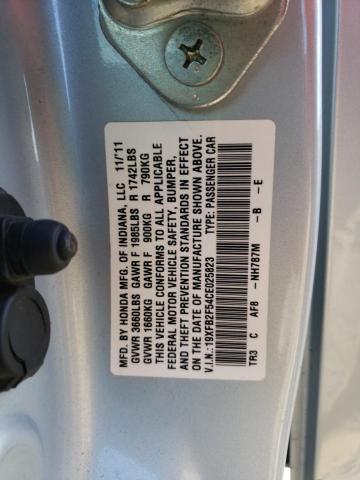 MFD. BY HONDA MFG. OF INDIANA, LLC 11/11
GVWR 3660LBS GAWR F 1985LBS R 1742LBS
GVWR 1660KG GAWR F 900KG R 790KG
THIS VEHICLE CONFORMS TO ALL APPLICABLE
FEDERAL MOTOR VEHICLE SAFETY, BUMPER,
AND THEFT PREVENTION STANDARDS IN EFFECT
ON THE DATE OF MANUFACTURE SHOWN ABOVE.
V.I.N.: 19XFB2F54CE025823 TYPE: PASSENGER CAR
TR3 C AF8 -NH787M -B -E